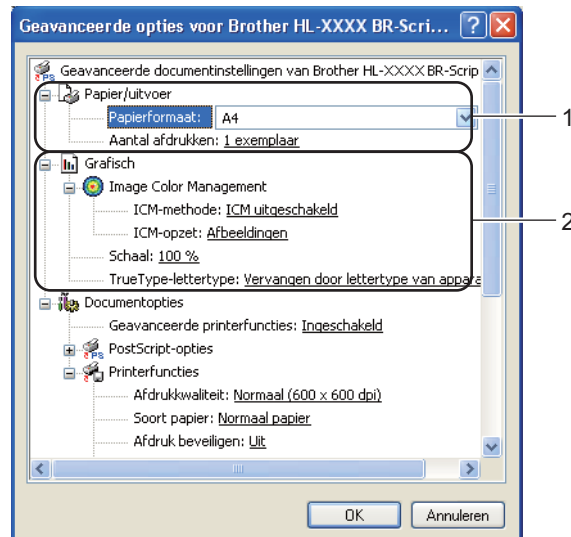 Geavanceerde opties voor Brother HL-XXXX BR-Scri...
Geavanceerde documentinstellingen van Brother HL-XXXX BR-Scrip
Papier/uitvoer
Papierformaat: A4
1
Aantal afdrukken: 1 exemplaar
Grafisch
Image Color Management
ICM-methode: ICM uitgeschakeld
2
ICM-opzet: Afbeeldingen
Schaal: 100 %
TrueType-lettertype: Vervangen door lettertype van appara
Documentopties
Geavanceerde printerfuncties: Ingeschakeld
PostScript-opties
Printerfuncties
Afdrukkwaliteit: Normaal (600 x 600 dpi)
Soort papier: Normaal papier
Afdruk beveiligen: Uit
OK Annuleren